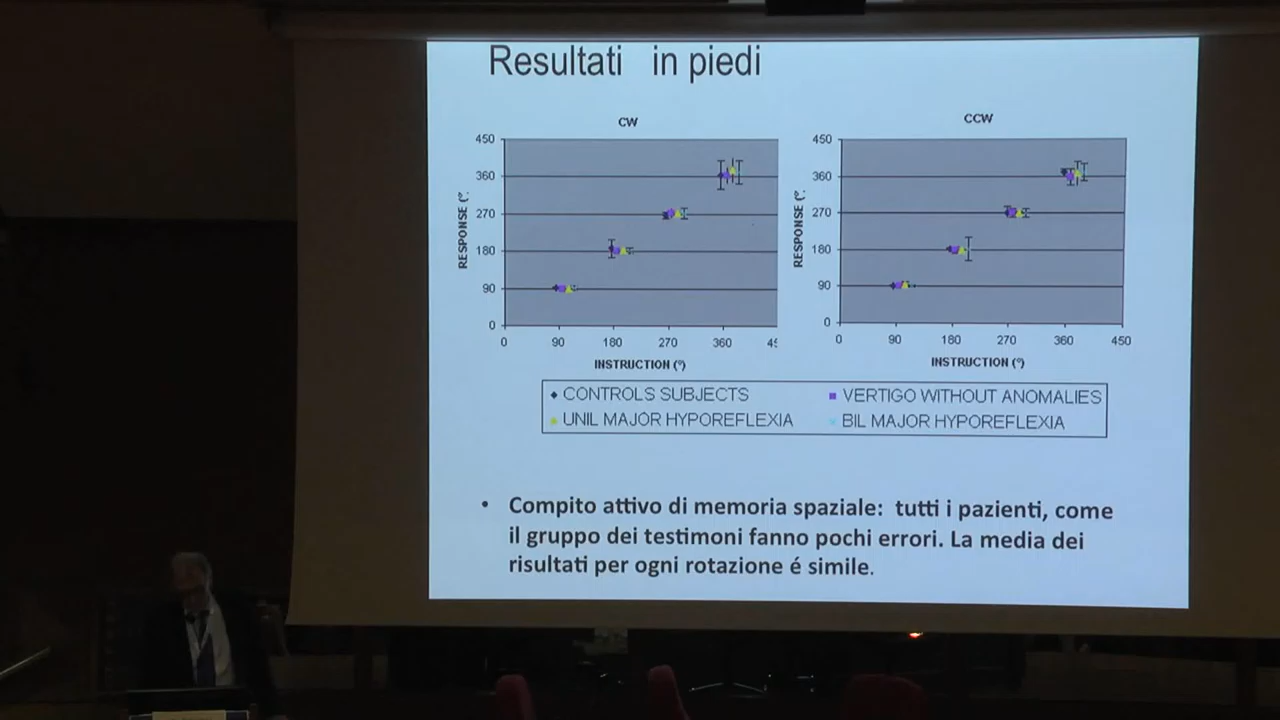 Resultati in piedi
CW
450
360
270
180
90
0
RESPONSE (º.
0 90 180 270 360 45
INSTRUCTION (º)
CCW
450
360
270
180
90
0
RESPONSE (º.
0 90 180 270 360 450
INSTRUCTION (º)
CONTROLS SUBJECTS
VERTIGO WITHOUT ANOMALIES
UNIL MAJOR HYPOREFLEXIA
BIL MAJOR HYPOREFLEXIA
• Compito attivo di memoria spaziale: tutti i pazienti, come
il gruppo dei testimoni fanno pochi errori. La media dei
risultati per ogni rotazione é simile.